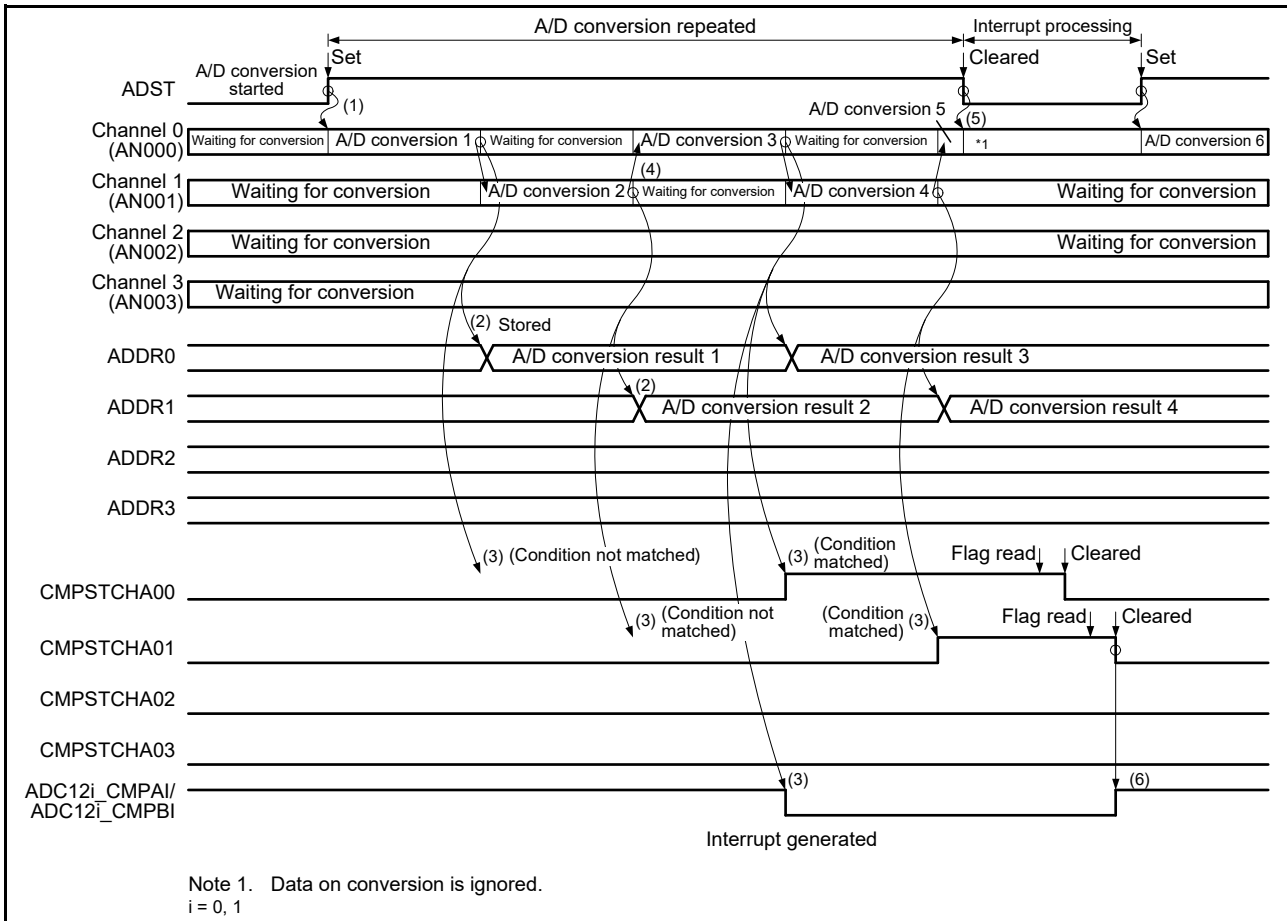 A/D conversion repeated
Interrupt processing
Set
Cleared
Set
A/D conversion
started
ADST
(1)
A/D conversion 5
(5)
Channel 0
(AN000)
Waiting for conversion
A/D conversion 1
Waiting for conversion
A/D conversion 3
Waiting for conversion
*1
A/D conversion 6
(4)
Channel 1
(AN001)
Waiting for conversion
A/D conversion 2
Waiting for conversion
A/D conversion 4
Waiting for conversion
Channel 2
(AN002)
Waiting for conversion
Waiting for conversion
Channel 3
(AN003)
Waiting for conversion
(2) Stored
ADDR0
A/D conversion result 1
A/D conversion result 3
(2)
ADDR1
A/D conversion result 2
A/D conversion result 4
ADDR2
ADDR3
(3) (Condition not matched)
(3) (Condition
matched)
Flag read
Cleared
CMPSTCHA00
(3) (Condition not
matched)
(Condition
matched) (3)
Flag read
Cleared
CMPSTCHA01
CMPSTCHA02
CMPSTCHA03
ADC12i_CMPAI/
ADC12i_CMPBI
(3)
(6)
Interrupt generated
Note 1. Data on conversion is ignored.
i = 0, 1